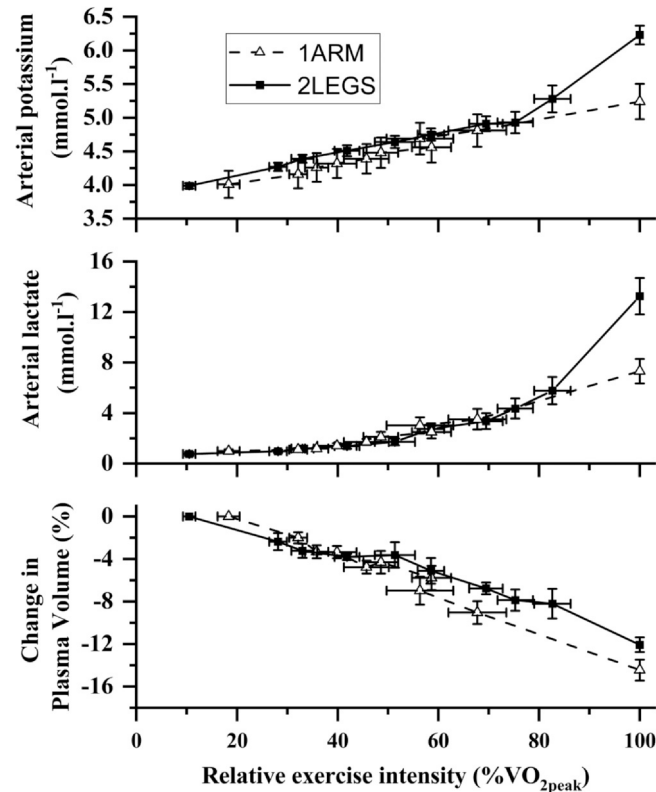 Arterial potassium
(mmol.l⁻¹)
6.5
6.0
5.5
5.0
4.5
4.0
3.5
1ARM
2LEGS
Arterial lactate
(mmol.l⁻¹)
16
12
8
4
0
Change in
Plasma Volume (%)
0
-4
-8
-12
-16
0
20
40
60
80
100
Relative exercise intensity (%VO₂peak)